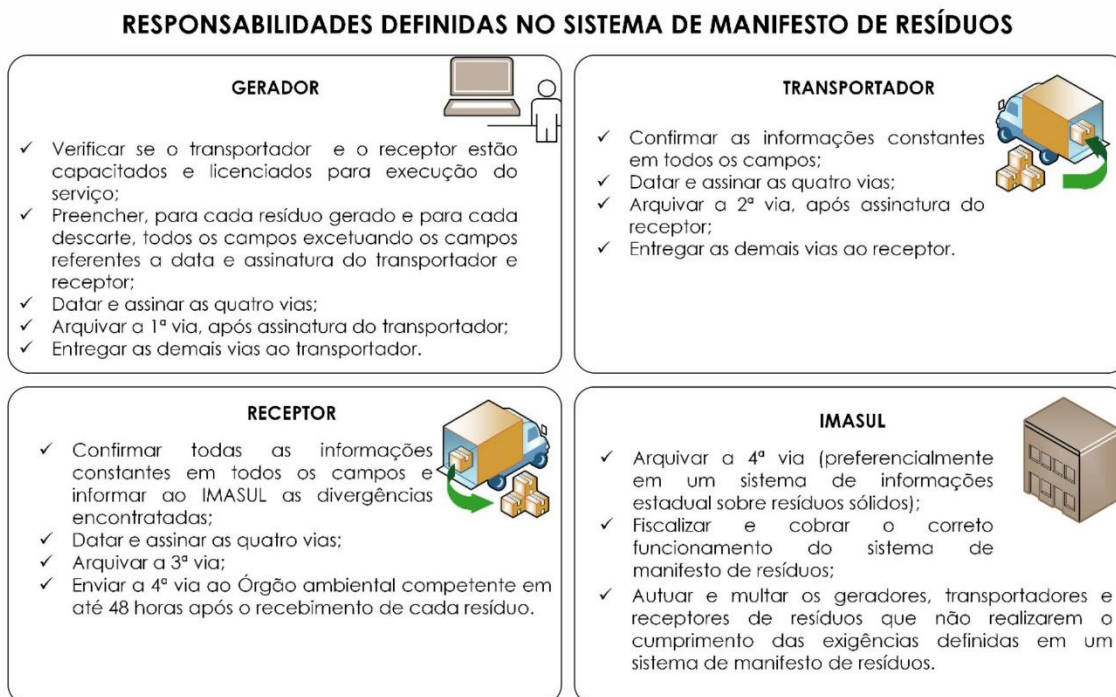 RESPONSABILIDADES DEFINIDAS NO SISTEMA DE MANIFESTO DE RESÍDUOS
GERADOR
✓ Verificar se o transportador e o receptor estão
capacitados e licenciados para execução do
serviço;
✓ Preencher, para cada resíduo gerado e para cada
descarte, todos os campos excetuando os campos
referentes a data e assinatura do transportador e
receptor;
✓ Datar e assinar as quatro vias;
✓ Arquivar a 1ª via, após assinatura do transportador;
✓ Entregar as demais vias ao transportador.
TRANSPORTADOR
✓ Confirmar as informações constantes
em todos os campos;
✓ Datar e assinar as quatro vias;
✓ Arquivar a 2ª via, após assinatura do
receptor;
✓ Entregar as demais vias ao receptor.
RECEPTOR
✓ Confirmar todas as informações
constantes em todos os campos e
informar ao IMASUL as divergências
encontratadas;
✓ Datar e assinar as quatro vias;
✓ Arquivar a 3ª via;
✓ Enviar a 4ª via ao Órgão ambiental competente em
até 48 horas após o recebimento de cada resíduo.
IMASUL
✓ Arquivar a 4ª via (preferencialmente
em um sistema de informações
estadual sobre resíduos sólidos);
✓ Fiscalizar e cobrar o correto
funcionamento do sistema de
manifesto de resíduos;
✓ Autuar e multar os geradores, transportadores e
receptores de resíduos que não realizarem o
cumprimento das exigências definidas em um
sistema de manifesto de resíduos.